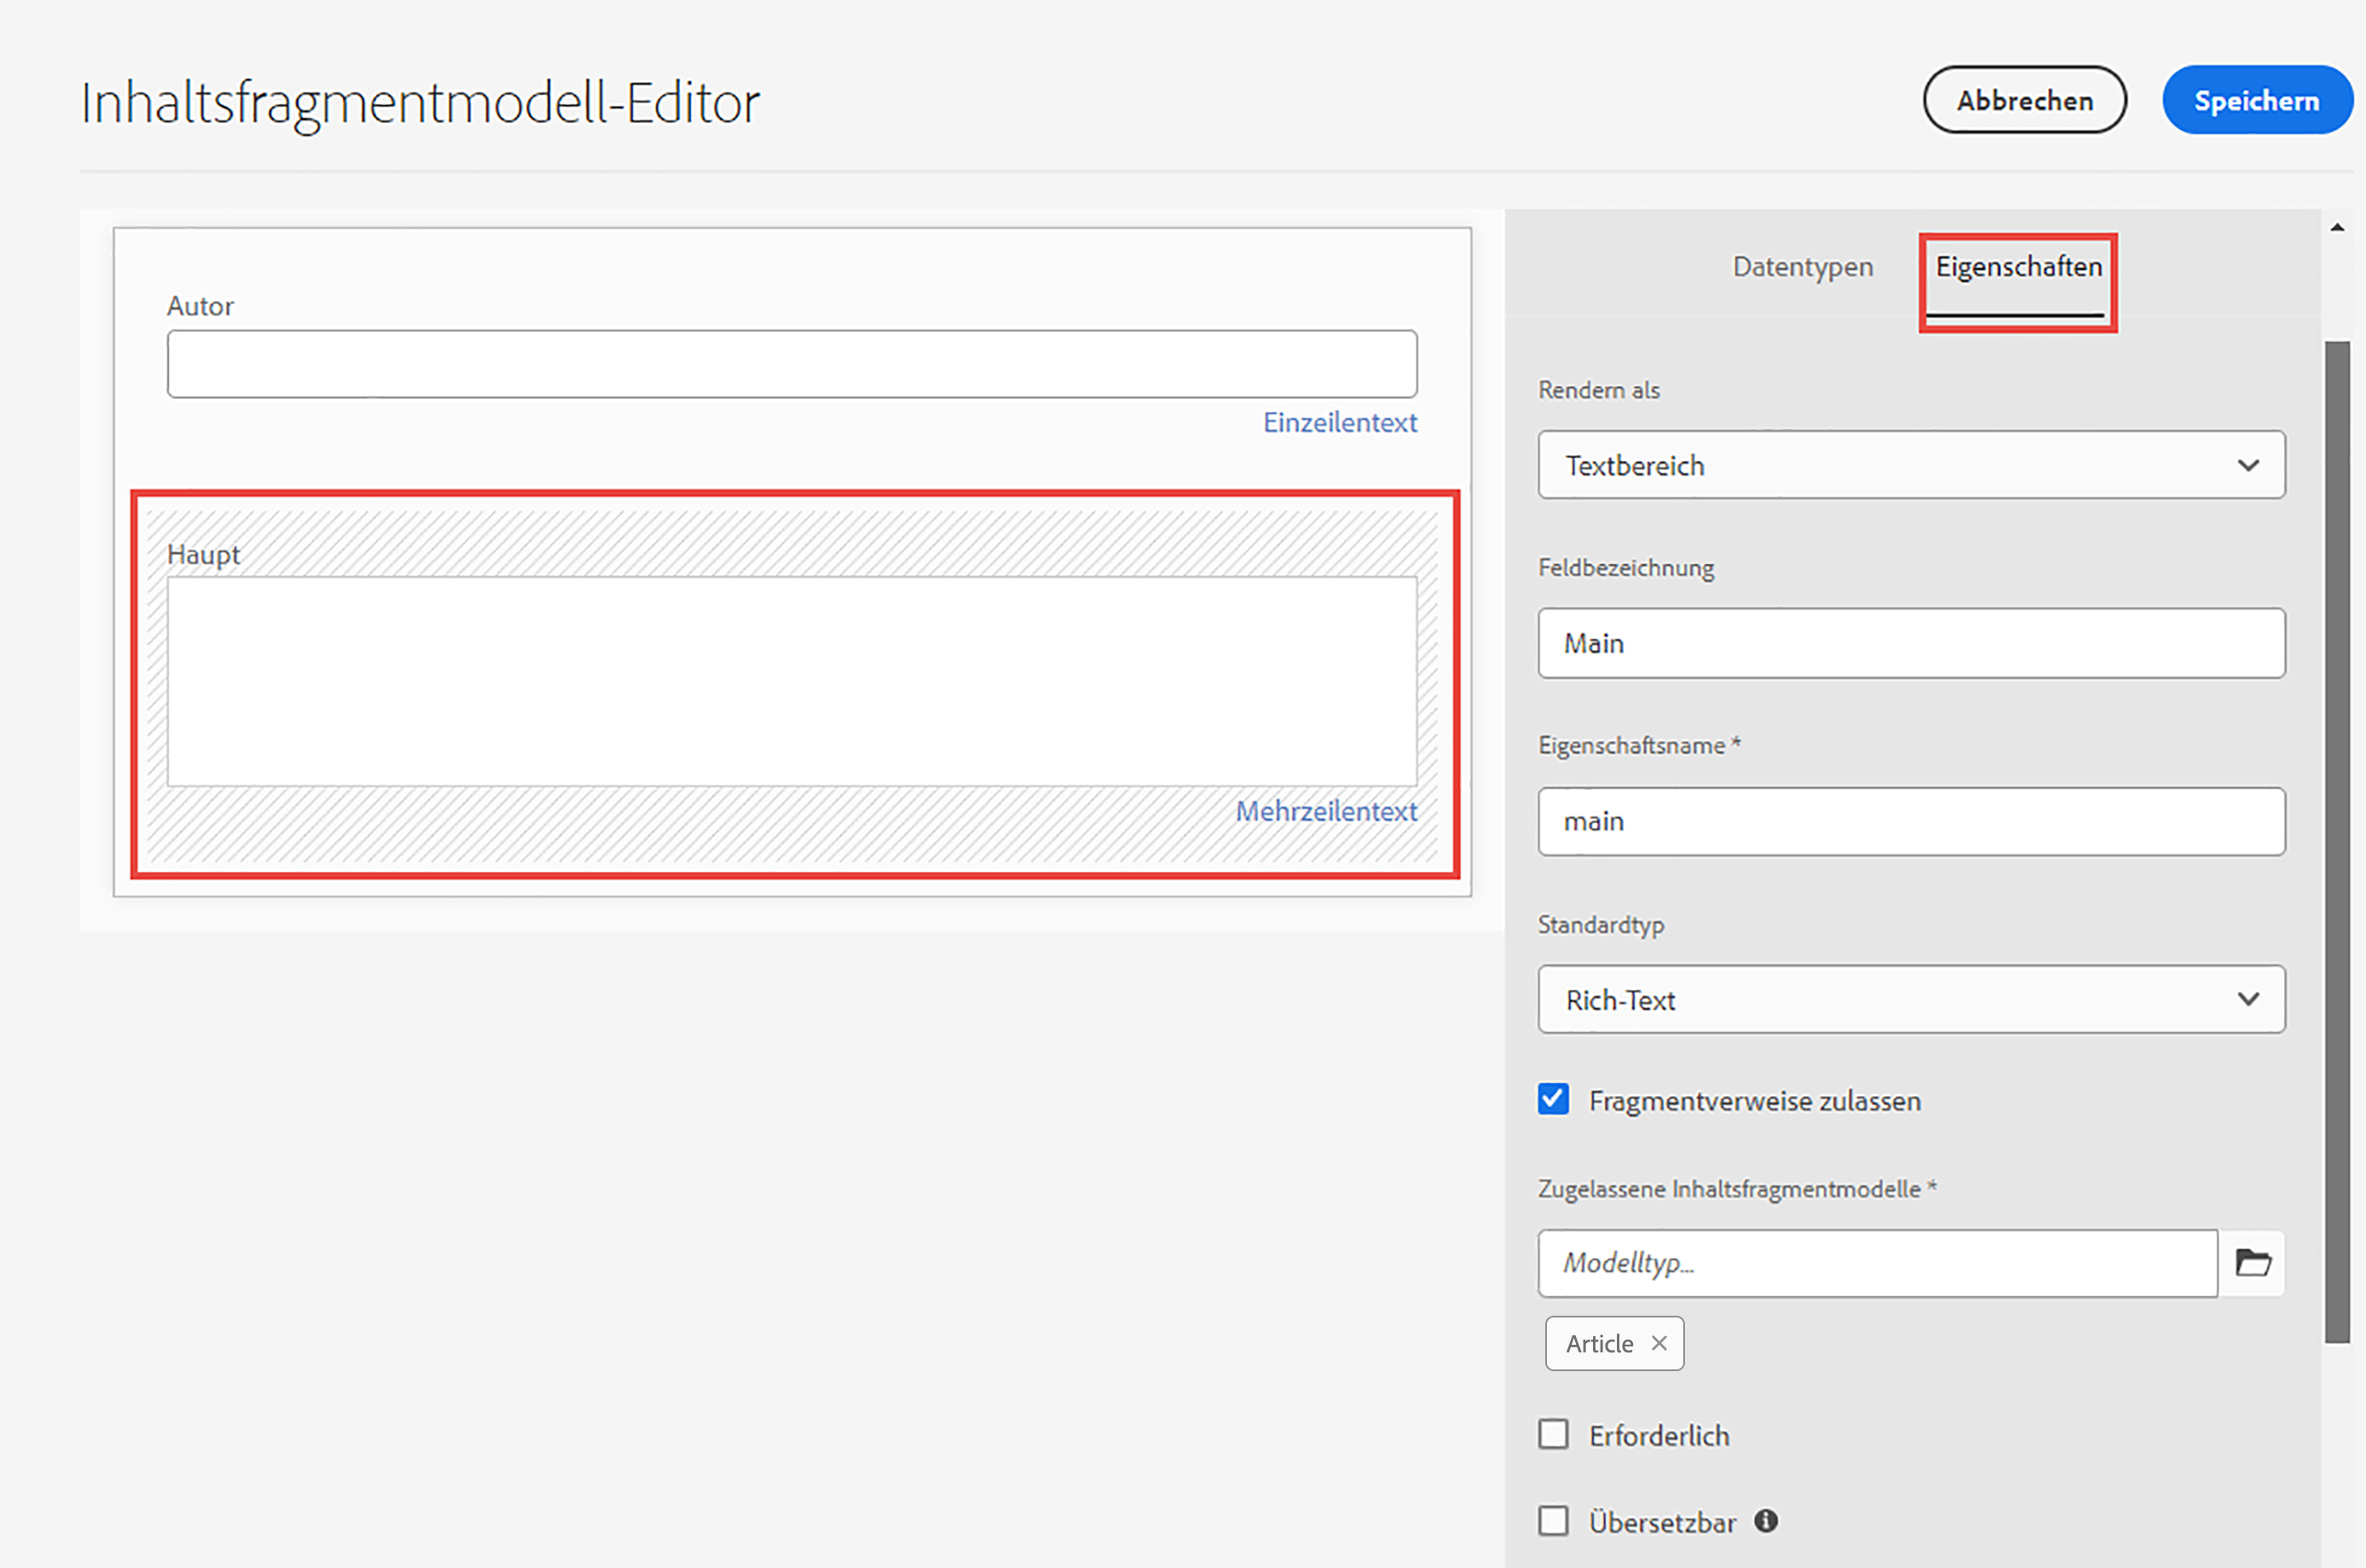 Inhaltsfragmentmodell-Editor
Abbrechen
Speichern
Autor
Einzeilentext
Haupt
Mehrzeilentext
Datentypen
Eigenschaften
Rendern als
Textbereich
Feldbezeichnung
Main
Eigenschaftsname *
main
Standardtyp
Rich-Text
Fragmentverweise zulassen
Zugelassene Inhaltsfragmentmodelle *
Modelltyp...
Article
Erforderlich
Übersetzbar